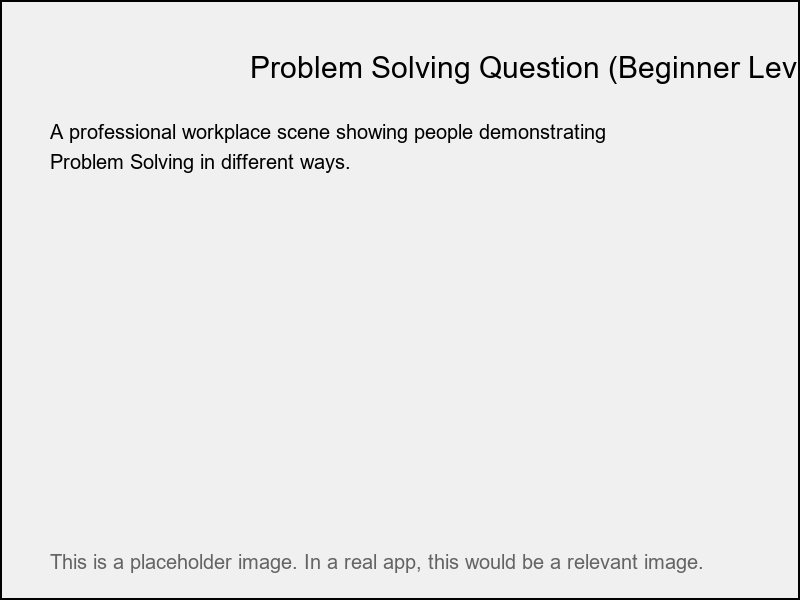 Problem Solving Question (Beginner Lev
A professional workplace scene showing people demonstrating
Problem Solving in different ways.
This is a placeholder image. In a real app, this would be a relevant image.